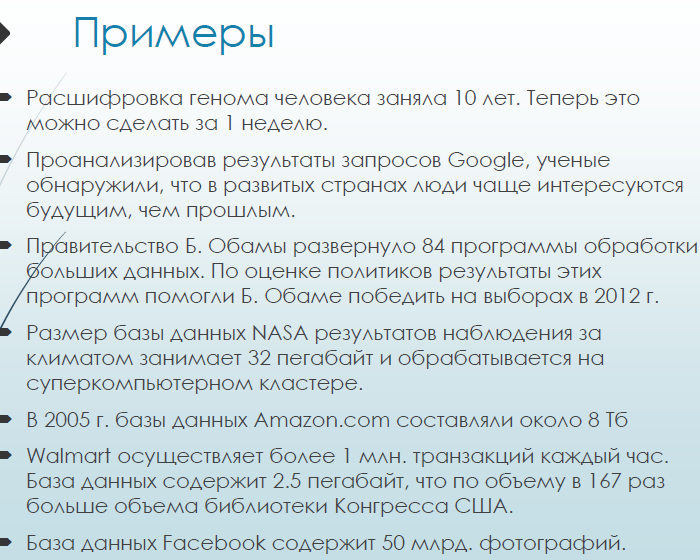 Примеры
Расшифровка генома человека заняла 10 лет. Теперь это
можно сделать за 1 неделю.
Проанализировав результаты запросов Google, ученые
обнаружили, что в развитых странах люди чаще интересуются
будущим, чем прошлым.
Правительство Б. Обамы развернуло 84 программы обработки
больших данных. По оценке политиков результаты этих
программ помогли Б. Обаме победить на выборах в 2012 г.
Размер базы данных NASA результатов наблюдения за
климатом занимает 32 пегабайт и обрабатывается на
суперкомпьютерном кластере.
В 2005 г. базы данных Amazon.com составляли около 8 Тб
Walmart осуществляет более 1 млн. транзакций каждый час.
База данных содержит 2.5 пегабайт, что по объему в 167 раз
больше объема библиотеки Конгресса США.
База данных Facebook содержит 50 млрд. фотографий.